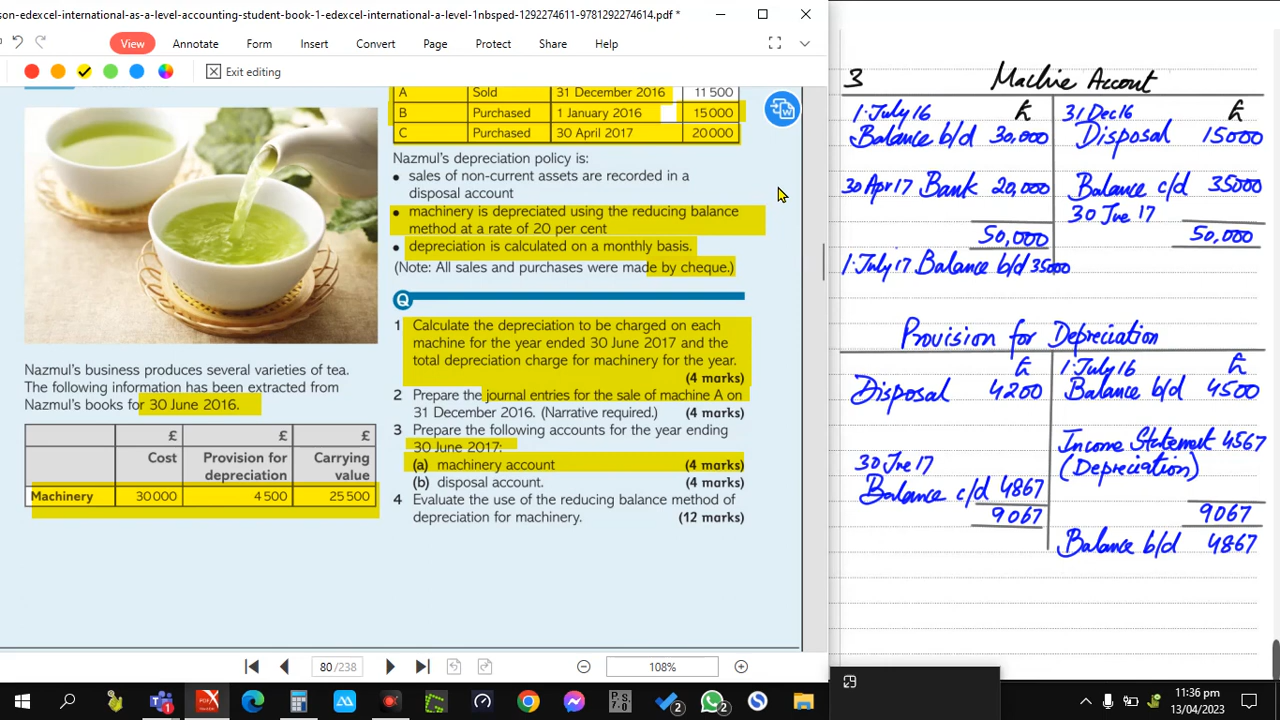 son-edexcel-international-as-a-level-accounting-student-book-1-edexcel-international-a-level-1nbsped-1292274611-9781292274614.pdf *
View Annotate Form Insert Convert Page Protect Share Help
Exit editing
A Sold 31 December 2016 11 500
B Purchased 1 January 2016 15 000
C Purchased 30 April 2017 20 000
Nazmul's depreciation policy is:
• sales of non-current assets are recorded in a
disposal account
• machinery is depreciated using the reducing balance
method at a rate of 20 per cent
• depreciation is calculated on a monthly basis.
(Note: All sales and purchases were made by cheque.)
Q
1 Calculate the depreciation to be charged on each
machine for the year ended 30 June 2017 and the
total depreciation charge for machinery for the year.
(4 marks)
2 Prepare the journal entries for the sale of machine A on
31 December 2016. (Narrative required.) (4 marks)
3 Prepare the following accounts for the year ending
30 June 2017:
(a) machinery account (4 marks)
(b) disposal account. (4 marks)
4 Evaluate the use of the reducing balance method of
depreciation for machinery. (12 marks)
Nazmul's business produces several varieties of tea.
The following information has been extracted from
Nazmul's books for 30 June 2016.
£ £ £
Cost Provision for depreciation Carrying value
Machinery 30 000 4 500 25 500
80 /238
108%
3 Machie Accout
1·July 16 £ 31 Dec 16 £
Balance b/d 30,000 Disposal 15000
30 Apr 17 Bank 20,000 Balance c/d 35000
30 Jne 17
50,000 50,000
1·July 17 Balance b/d 35000
Provision for Depreciation
£ 1·July 16 £
Disposal 4200 Balance b/d 4500
Income Statement 4567
30 Jne 17 (Depreciation)
Balance c/d 4867
9067 9067
Balance b/d 4867
2
2
11:36 pm
13/04/2023